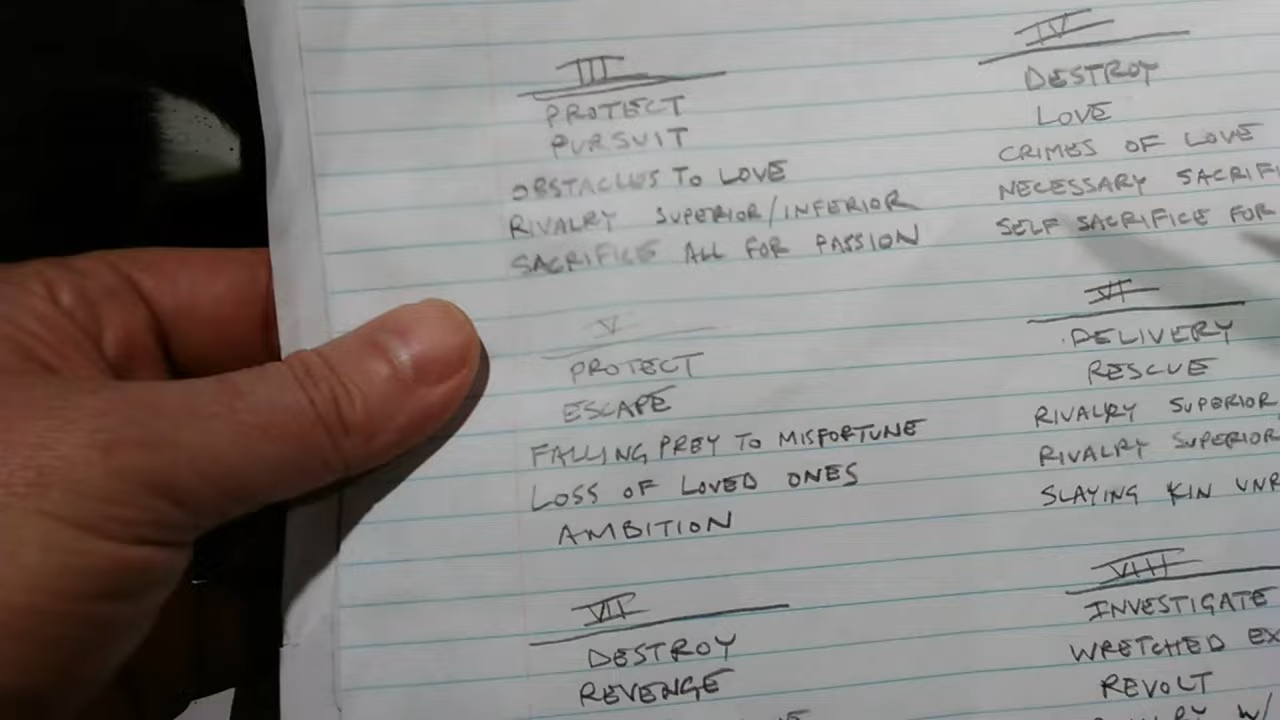 III
PROTECT
PURSUIT
OBSTACLES TO LOVE
RIVALRY SUPERIOR/INFERIOR
SACRIFICE ALL FOR PASSION
IV
DESTROY
LOVE
CRIMES OF LOVE
NECESSARY SACRIFI
SELF SACRIFICE FOR
V
PROTECT
ESCAPE
FALLING PREY TO MISFORTUNE
LOSS OF LOVED ONES
AMBITION
VI
DELIVERY
RESCUE
RIVALRY SUPERIOR
RIVALRY SUPERIOR
SLAYING KIN UNR
VII
DESTROY
REVENGE
VIII
INVESTIGATE
WRETCHED EX
REVOLT
W/